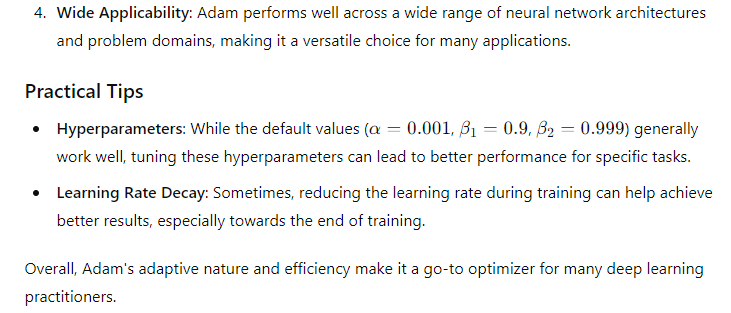 4. Wide Applicability: Adam performs well across a wide range of neural network architectures
and problem domains, making it a versatile choice for many applications.
Practical Tips
• Hyperparameters: While the default values (α = 0.001, β₁ = 0.9, β₂ = 0.999) generally
work well, tuning these hyperparameters can lead to better performance for specific tasks.
• Learning Rate Decay: Sometimes, reducing the learning rate during training can help achieve
better results, especially towards the end of training.
Overall, Adam's adaptive nature and efficiency make it a go-to optimizer for many deep learning
practitioners.